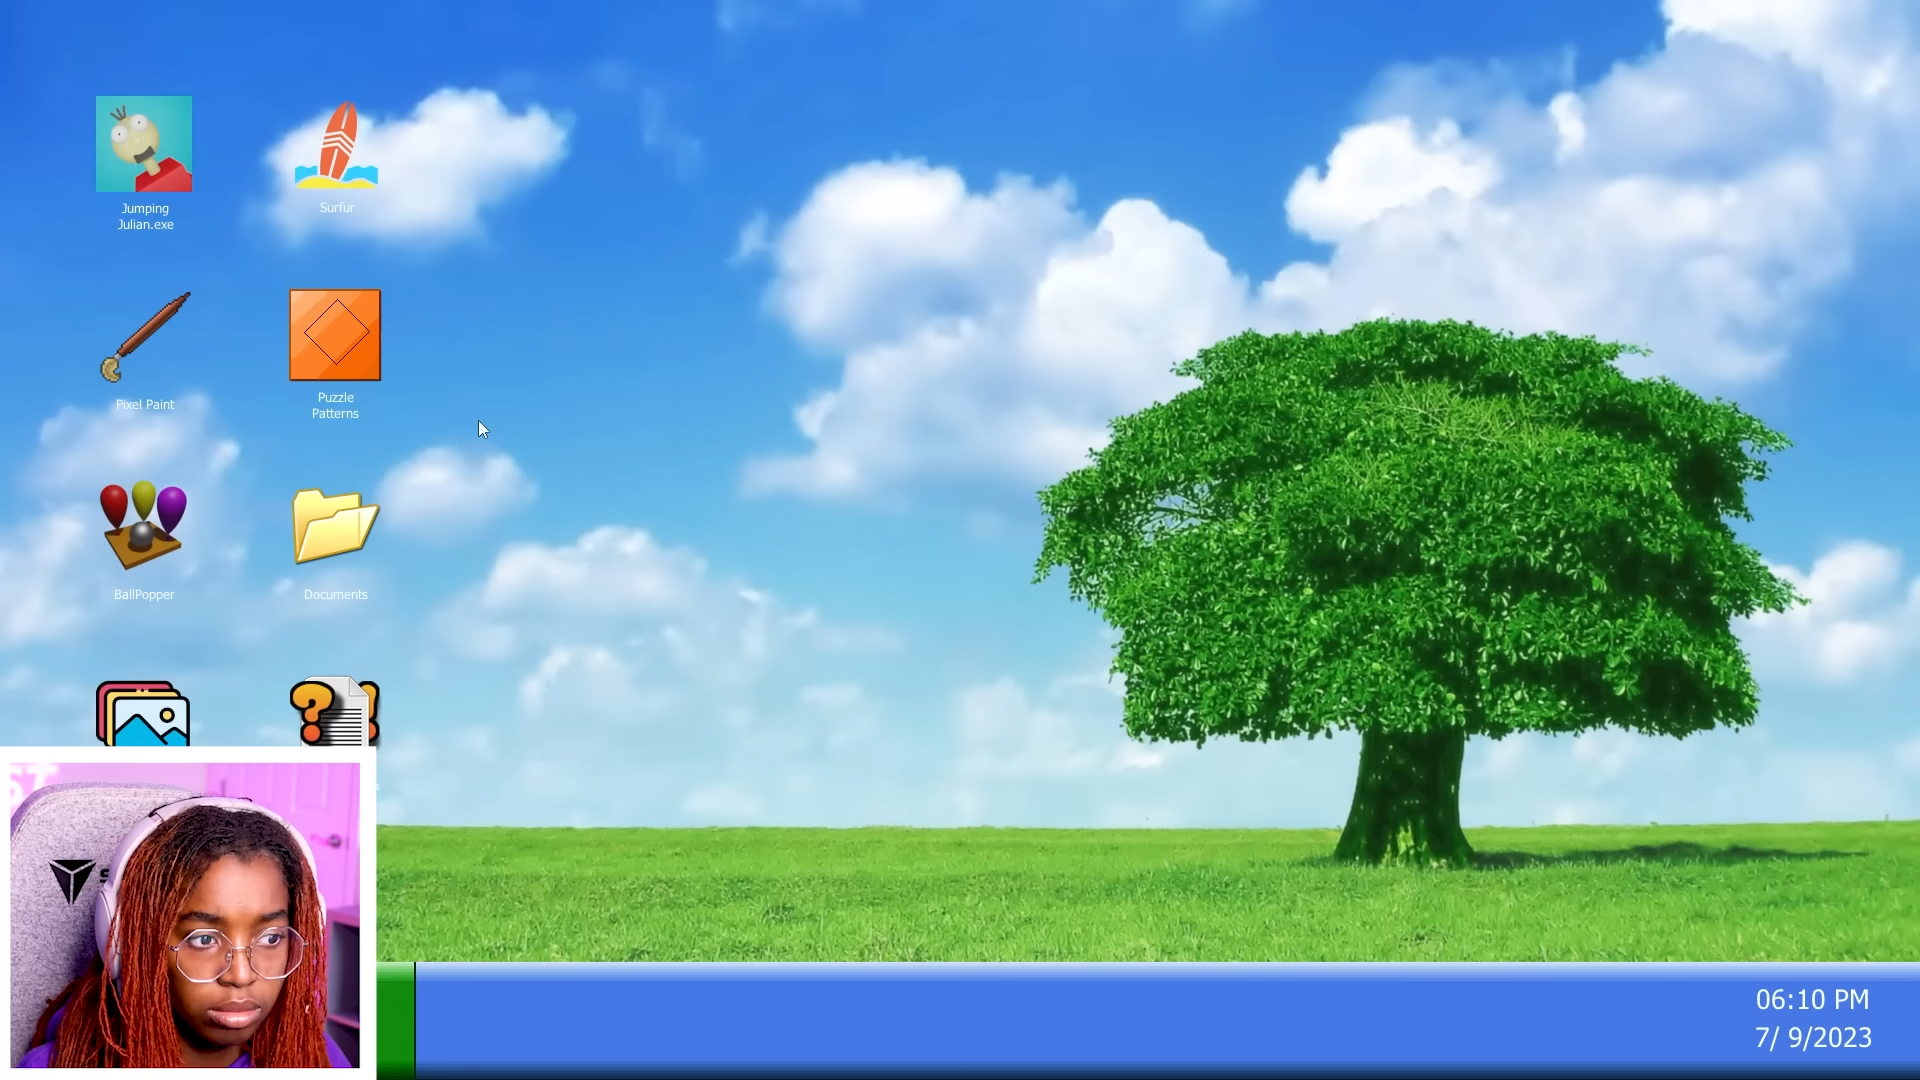 Jumping
Julian.exe
Surfur
Pixel Paint
Puzzle
Patterns
BallPopper
Documents
06:10 PM
7/ 9/2023